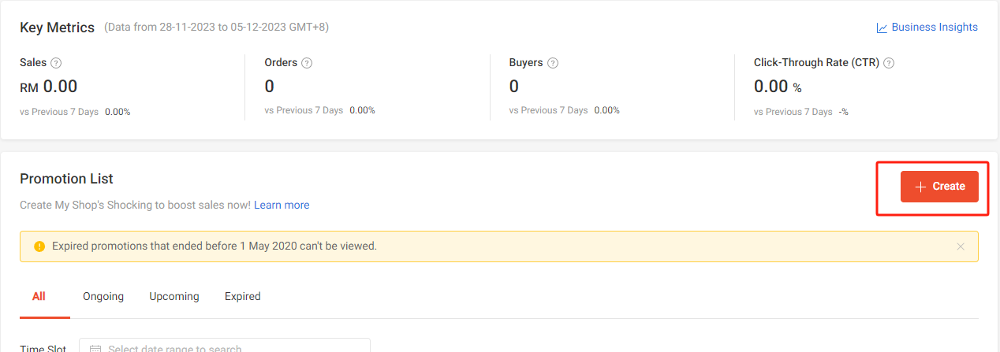 Key Metrics (Data from 28-11-2023 to 05-12-2023 GMT+8) Business Insights
Sales ? Orders ? Buyers ? Click-Through Rate (CTR) ?
RM 0.00 0 0 0.00 %
vs Previous 7 Days 0.00% vs Previous 7 Days 0.00% vs Previous 7 Days 0.00% vs Previous 7 Days -%
Promotion List
+ Create
Create My Shop's Shocking to boost sales now! Learn more
Expired promotions that ended before 1 May 2020 can't be viewed.
All Ongoing Upcoming Expired
Time Slot Select date range to search